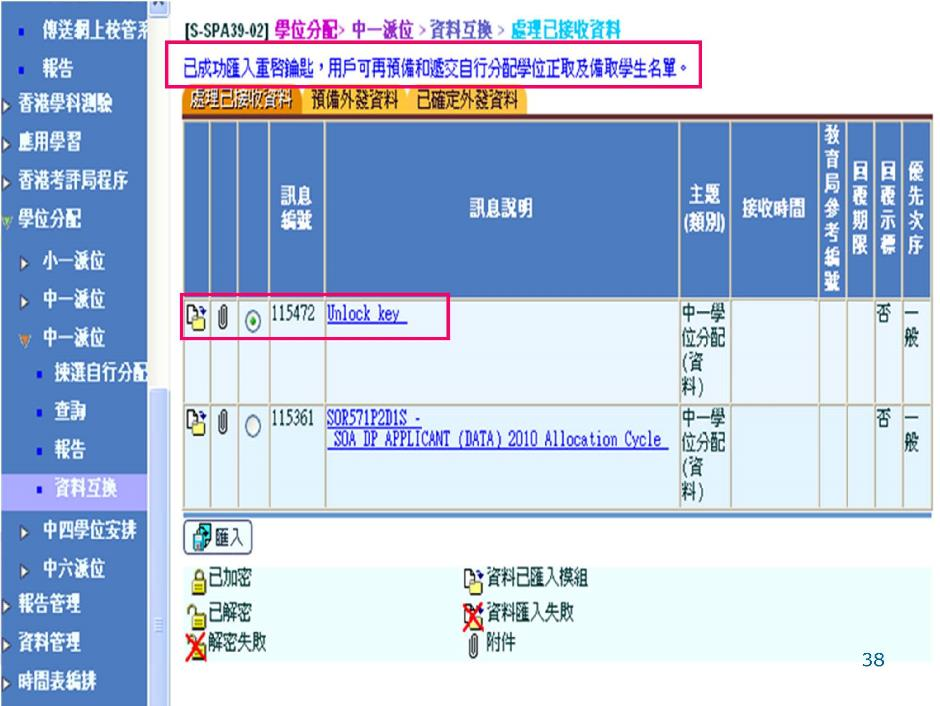 傳送網上校管系
報告
香港學科測驗
應用學習
香港考評局程序
學位分配
小一派位
中一派位
中一派位
揀選自行分配
查詢
報告
資料互換
中四學位安排
中六派位
報告管理
資料管理
時間表編排
[S-SPA39-02] 學位分配> 中一派位 > 資料互換 > 處理已接收資料
已成功匯入重啓鑰匙，用戶可再預備和遞交自行分配學位正取及備取學生名單。
處理已接收資料 預備外發資料 已確定外發資料
訊息編號 訊息說明 主題(類別) 接收時間 教育局參考編號 回覆期限 回覆示標 優先次序
115472 Unlock key 中一學位分配(資料) 否 一般
115361 SOR571P2D1S - SOA DP APPLICANT (DATA) 2010 Allocation Cycle 中一學位分配(資料) 否 一般
匯入
已加密 資料已匯入模組
已解密 資料匯入失敗
解密失敗 附件
38